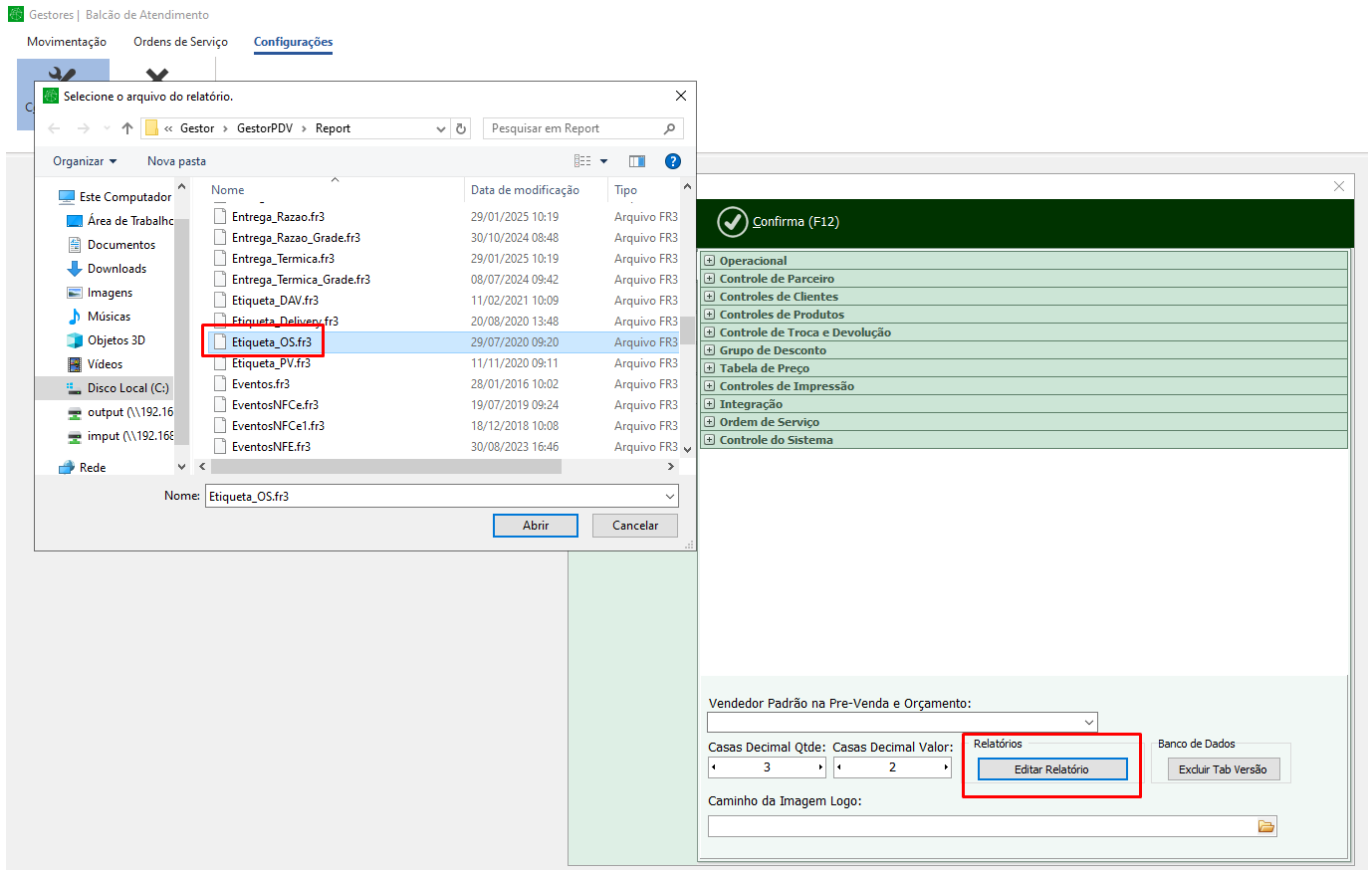 Gestores | Balcão de Atendimento
Movimentação Ordens de Serviço Configurações
Selecione o arquivo do relatório.
« Gestor › GestorPDV › Report Pesquisar em Report
Organizar Nova pasta
Este Computador
Área de Trabalho
Documentos
Downloads
Imagens
Músicas
Objetos 3D
Vídeos
Disco Local (C:)
output (\\192.16
imput (\\192.168
Rede
Nome Data de modificação Tipo
Entrega_Razao.fr3 29/01/2025 10:19 Arquivo FR3
Entrega_Razao_Grade.fr3 30/10/2024 08:48 Arquivo FR3
Entrega_Termica.fr3 29/01/2025 10:19 Arquivo FR3
Entrega_Termica_Grade.fr3 08/07/2024 09:42 Arquivo FR3
Etiqueta_DAV.fr3 11/02/2021 10:09 Arquivo FR3
Etiqueta_Delivery.fr3 20/08/2020 13:48 Arquivo FR3
Etiqueta_OS.fr3 29/07/2020 09:20 Arquivo FR3
Etiqueta_PV.fr3 11/11/2020 09:11 Arquivo FR3
Eventos.fr3 28/01/2016 10:02 Arquivo FR3
EventosNFCe.fr3 19/07/2019 09:24 Arquivo FR3
EventosNFCe1.fr3 18/12/2018 10:08 Arquivo FR3
EventosNFE.fr3 30/08/2023 16:46 Arquivo FR3
Nome: Etiqueta_OS.fr3
Abrir Cancelar
Confirma (F12)
Operacional
Controle de Parceiro
Controles de Clientes
Controles de Produtos
Controle de Troca e Devolução
Grupo de Desconto
Tabela de Preço
Controles de Impressão
Integração
Ordem de Serviço
Controle do Sistema
Vendedor Padrão na Pre-Venda e Orçamento:
Casas Decimal Qtde: Casas Decimal Valor: Relatórios Banco de Dados
3 2 Editar Relatório Excluir Tab Versão
Caminho da Imagem Logo: